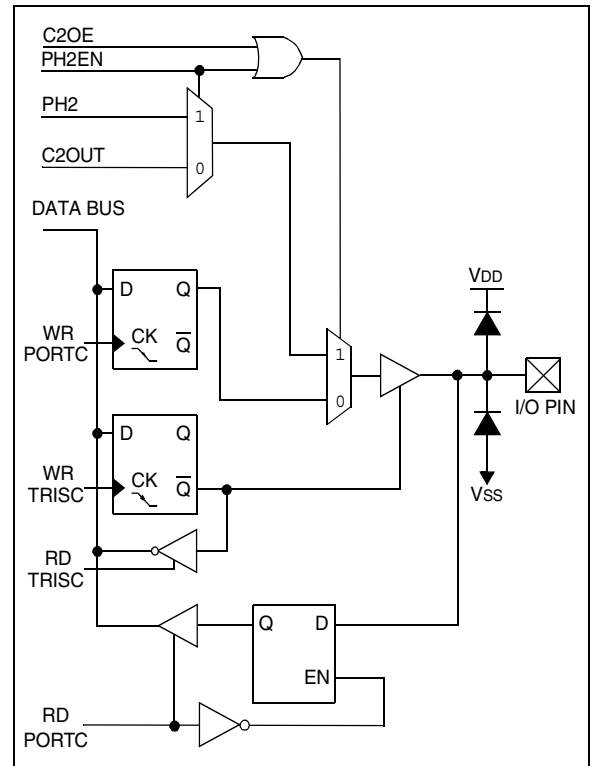 C2OE
PH2EN
PH2
1
C2OUT
0
DATA BUS
VDD
D Q
WR
PORTC
CK Q
1
0
I/O PIN
D Q
WR
TRISC
CK Q
VSS
RD
TRISC
Q D
EN
RD
PORTC